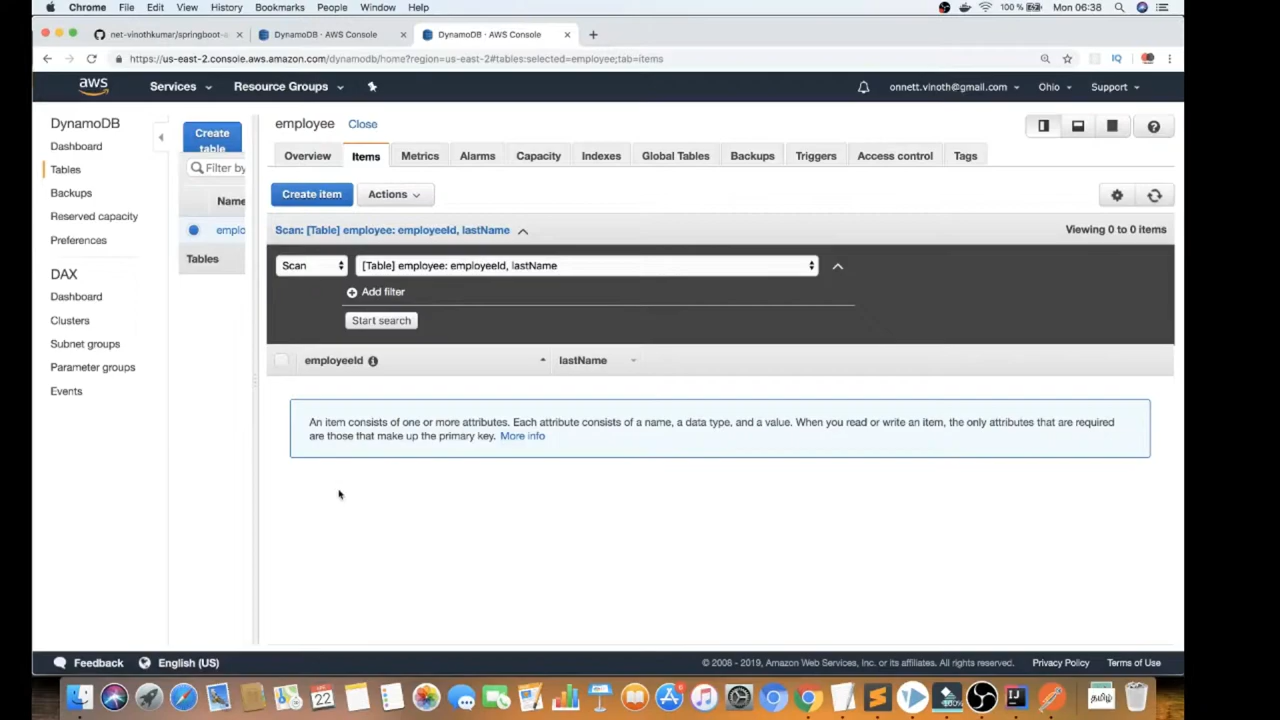 Chrome File Edit View History Bookmarks People Window Help 100 % Mon 06:38
net-vinothkumar/springboot- DynamoDB · AWS Console DynamoDB · AWS Console
https://us-east-2.console.aws.amazon.com/dynamodb/home?region=us-east-2#tables:selected=employee;tab=items
aws Services Resource Groups onnett.vinoth@gmail.com Ohio Support
DynamoDB
Dashboard
Tables
Backups
Reserved capacity
Preferences
DAX
Dashboard
Clusters
Subnet groups
Parameter groups
Events
Create
table
Filter by
Name
emplo
Tables
employee Close
Overview Items Metrics Alarms Capacity Indexes Global Tables Backups Triggers Access control Tags
Create item Actions
Scan: [Table] employee: employeeId, lastName Viewing 0 to 0 items
Scan [Table] employee: employeeId, lastName
Add filter
Start search
employeeId lastName
An item consists of one or more attributes. Each attribute consists of a name, a data type, and a value. When you read or write an item, the only attributes that are required
are those that make up the primary key. More info
Feedback English (US) © 2008 - 2019, Amazon Web Services, Inc. or its affiliates. All rights reserved. Privacy Policy Terms of Use
22
100%
தமிழ்